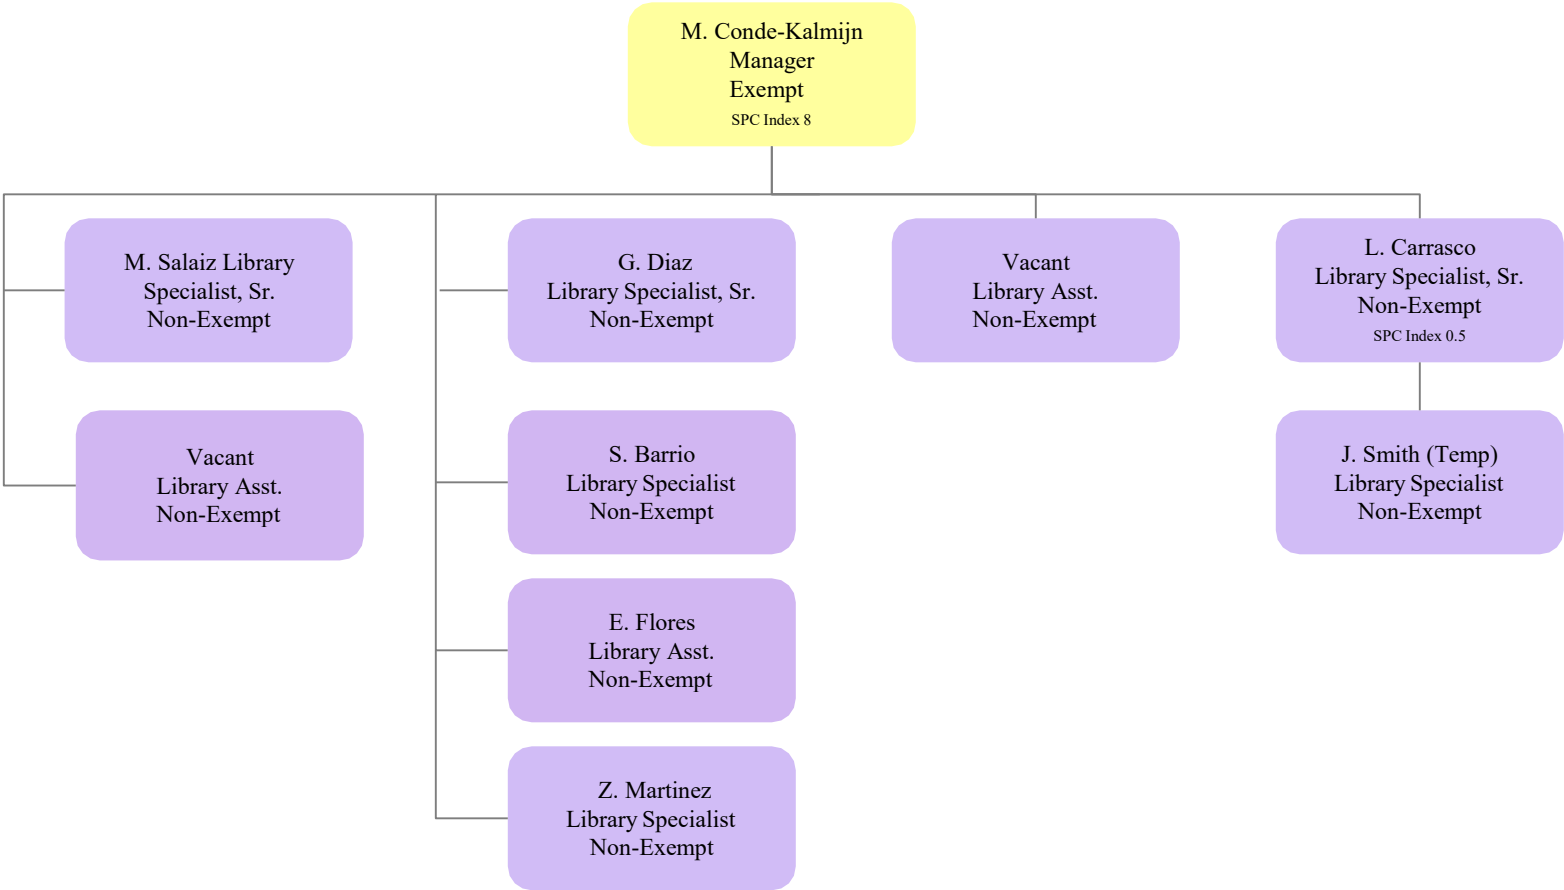 M. Conde-Kalmijn
Manager
Exempt
SPC Index 8
M. Salaiz Library
Specialist, Sr.
Non-Exempt
G. Diaz
Library Specialist, Sr.
Non-Exempt
Vacant
Library Asst.
Non-Exempt
L. Carrasco
Library Specialist, Sr.
Non-Exempt
SPC Index 0.5
Vacant
Library Asst.
Non-Exempt
S. Barrio
Library Specialist
Non-Exempt
J. Smith (Temp)
Library Specialist
Non-Exempt
E. Flores
Library Asst.
Non-Exempt
Z. Martinez
Library Specialist
Non-Exempt